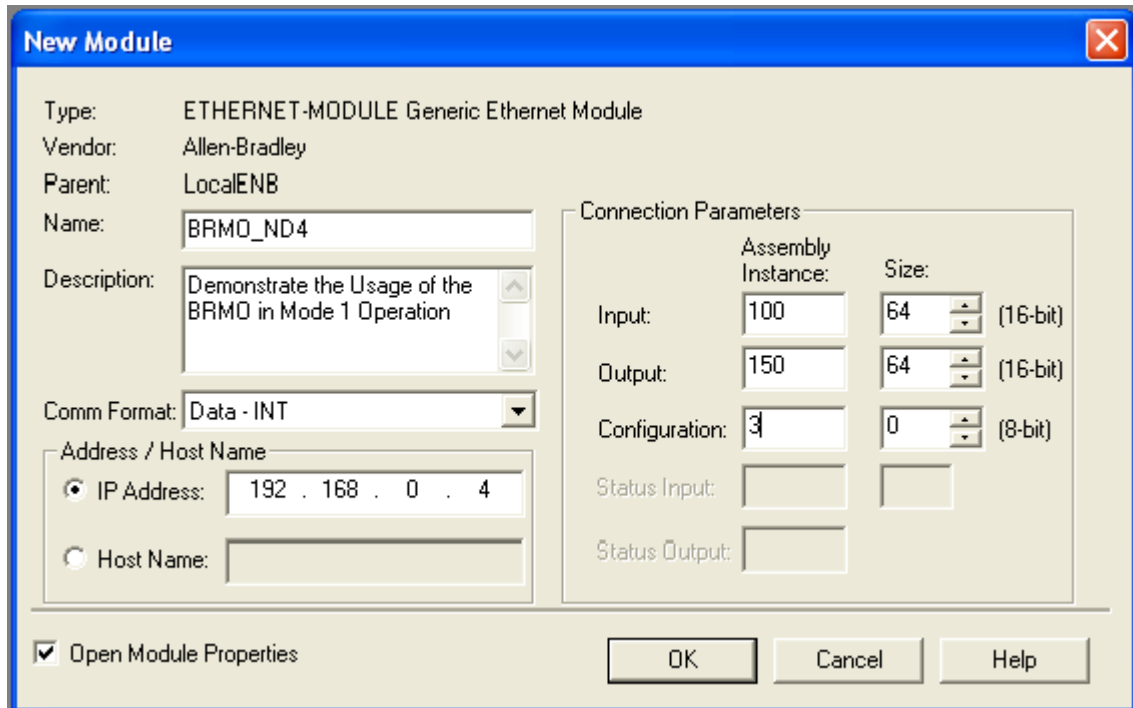 New Module
Type: ETHERNET-MODULE Generic Ethernet Module
Vendor: Allen-Bradley
Parent: LocalENB
Name: BRMO_ND4
Description: Demonstrate the Usage of the
BRMO in Mode 1 Operation
Comm Format: Data - INT
Address / Host Name
IP Address: 192 . 168 . 0 . 4
Host Name:
Connection Parameters
Assembly
Instance: Size:
Input: 100 64 (16-bit)
Output: 150 64 (16-bit)
Configuration: 3 0 (8-bit)
Status Input:
Status Output:
Open Module Properties
OK Cancel Help